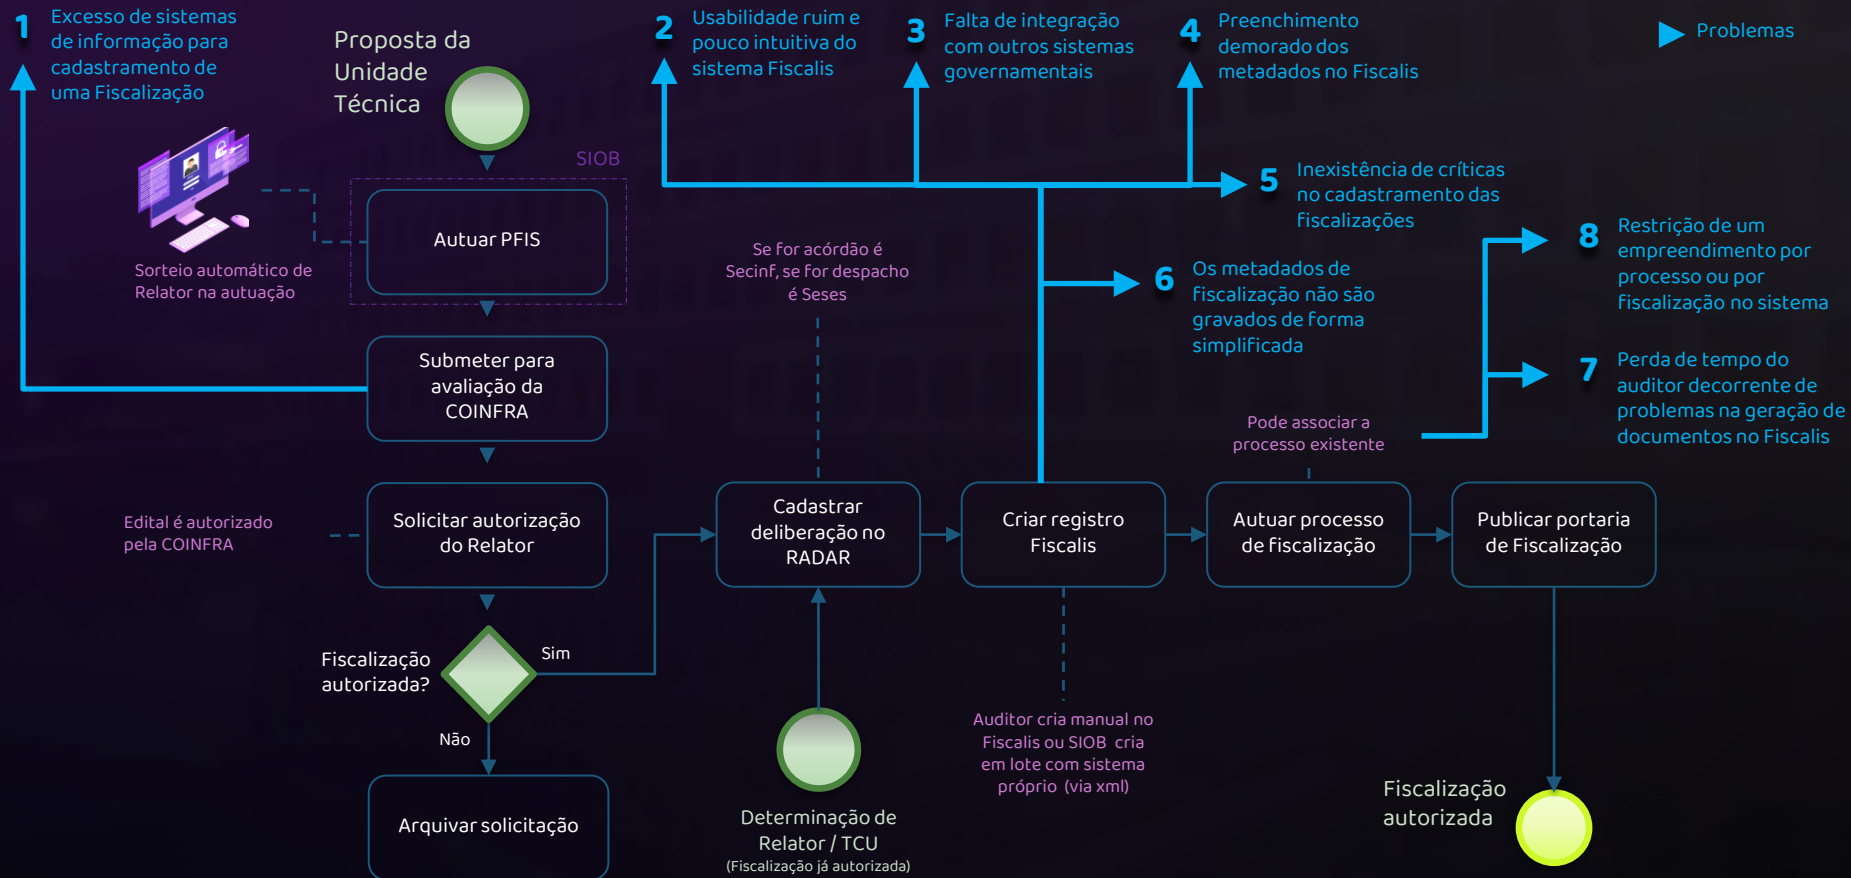 1
Excesso de sistemas
de informação para
cadastramento de
uma Fiscalização
Proposta da
Unidade
Técnica
2
Usabilidade ruim e
pouco intuitiva do
sistema Fiscalis
3
Falta de integração
com outros sistemas
governamentais
4
Preenchimento
demorado dos
metadados no Fiscalis
Problemas
SIOB
Autuar PFIS
Sorteio automático de
Relator na autuação
5
Inexistência de críticas
no cadastramento das
fiscalizações
6
Os metadados de
fiscalização não são
gravados de forma
simplificada
8
Restrição de um
empreendimento por
processo ou por
fiscalização no sistema
7
Perda de tempo do
auditor decorrente de
problemas na geração de
documentos no Fiscalis
Se for acórdão é
Secinf, se for despacho
é Seses
Submeter para
avaliação da
COINFRA
Pode associar a
processo existente
Edital é autorizado
pela COINFRA
Solicitar autorização
do Relator
Cadastrar
deliberação no
RADAR
Criar registro
Fiscalis
Autuar processo
de fiscalização
Publicar portaria
de Fiscalização
Fiscalização
autorizada?
Sim
Não
Arquivar solicitação
Determinação de
Relator / TCU
(Fiscalização já autorizada)
Auditor cria manual no
Fiscalis ou SIOB cria
em lote com sistema
próprio (via xml)
Fiscalização
autorizada